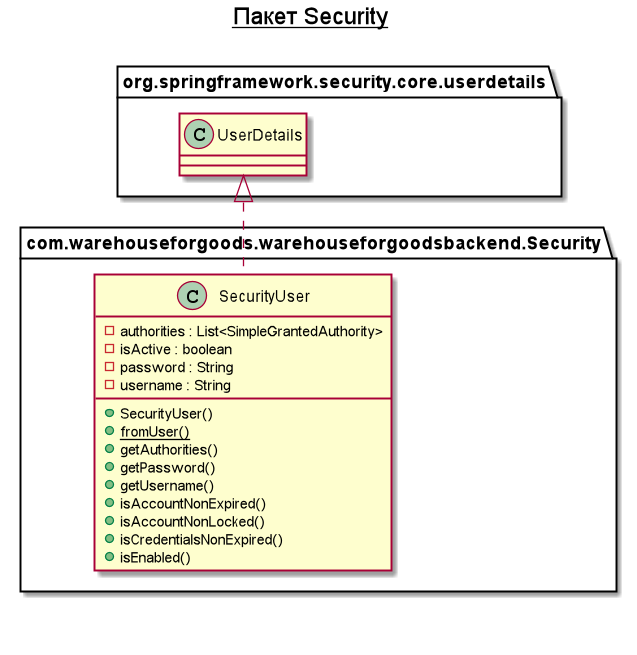 Пакет Security
org.springframework.security.core.userdetails
C UserDetails
com.warehouseforgoods.warehouseforgoodsbackend.Security
C SecurityUser
authorities : List<SimpleGrantedAuthority>
isActive : boolean
password : String
username : String
SecurityUser()
fromUser()
getAuthorities()
getPassword()
getUsername()
isAccountNonExpired()
isAccountNonLocked()
isCredentialsNonExpired()
isEnabled()